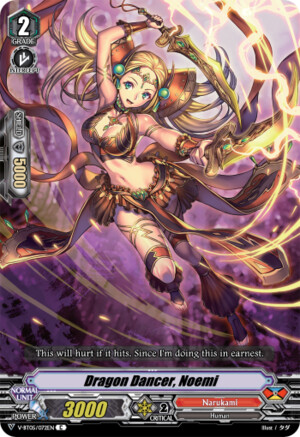 2
GRADE
INTERCEPT
SHIELD
5000
This will hurt if it hits. Since I'm doing this in earnest.
Dragon Dancer, Noemi
NORMAL
UNIT
V-BT05/072EN C
POWER
3000
2
CRITICAL
Narukami
Human
Illust / タダ